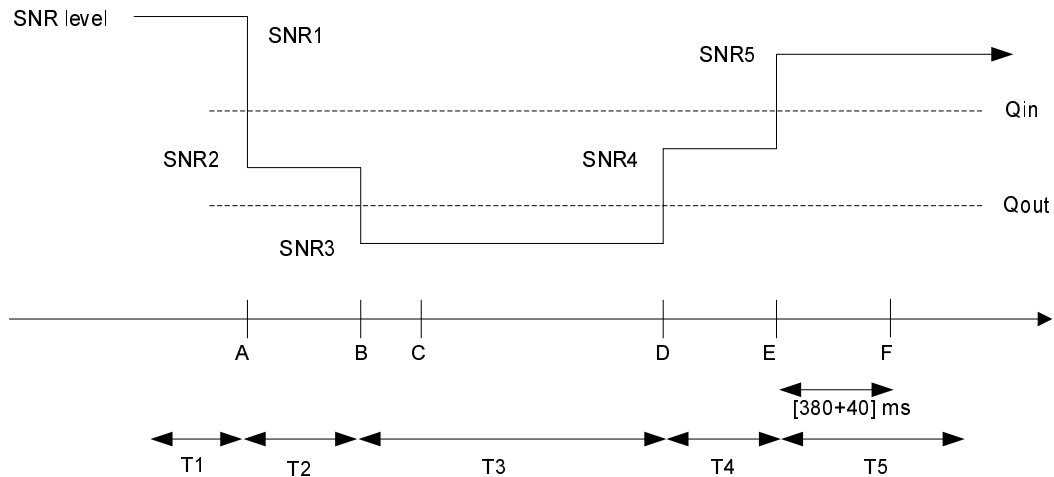 SNR level
SNR1
SNR5
Qin
SNR2
SNR4
Qout
SNR3
A
B
C
D
E
F
[380+40] ms
T1
T2
T3
T4
T5